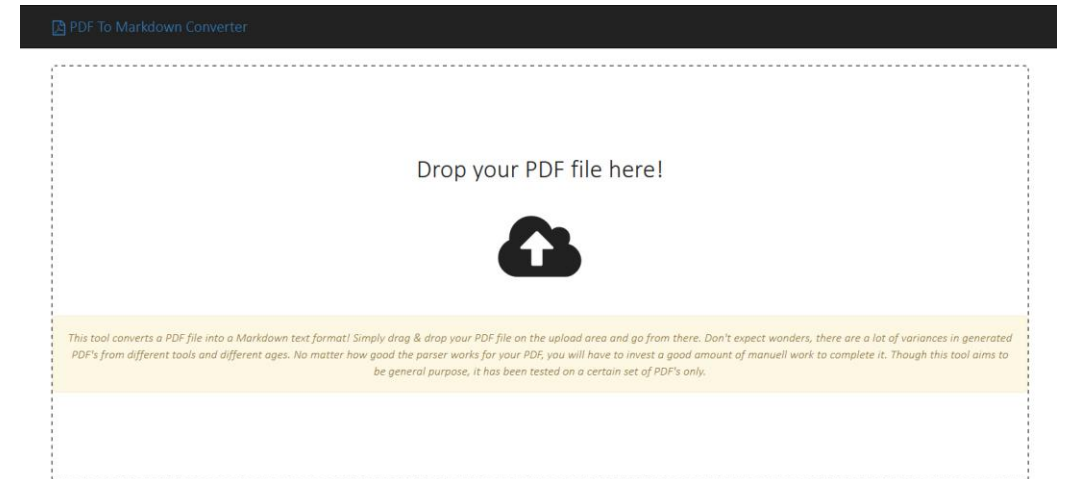 PDF To Markdown Converter
Drop your PDF file here!
This tool converts a PDF file into a Markdown text format! Simply drag & drop your PDF file on the upload area and go from there. Don't expect wonders, there are a lot of variances in generated
PDF's from different tools and different ages. No matter how good the parser works for your PDF, you will have to invest a good amount of manuell work to complete it. Though this tool aims to
be general purpose, it has been tested on a certain set of PDF's only.